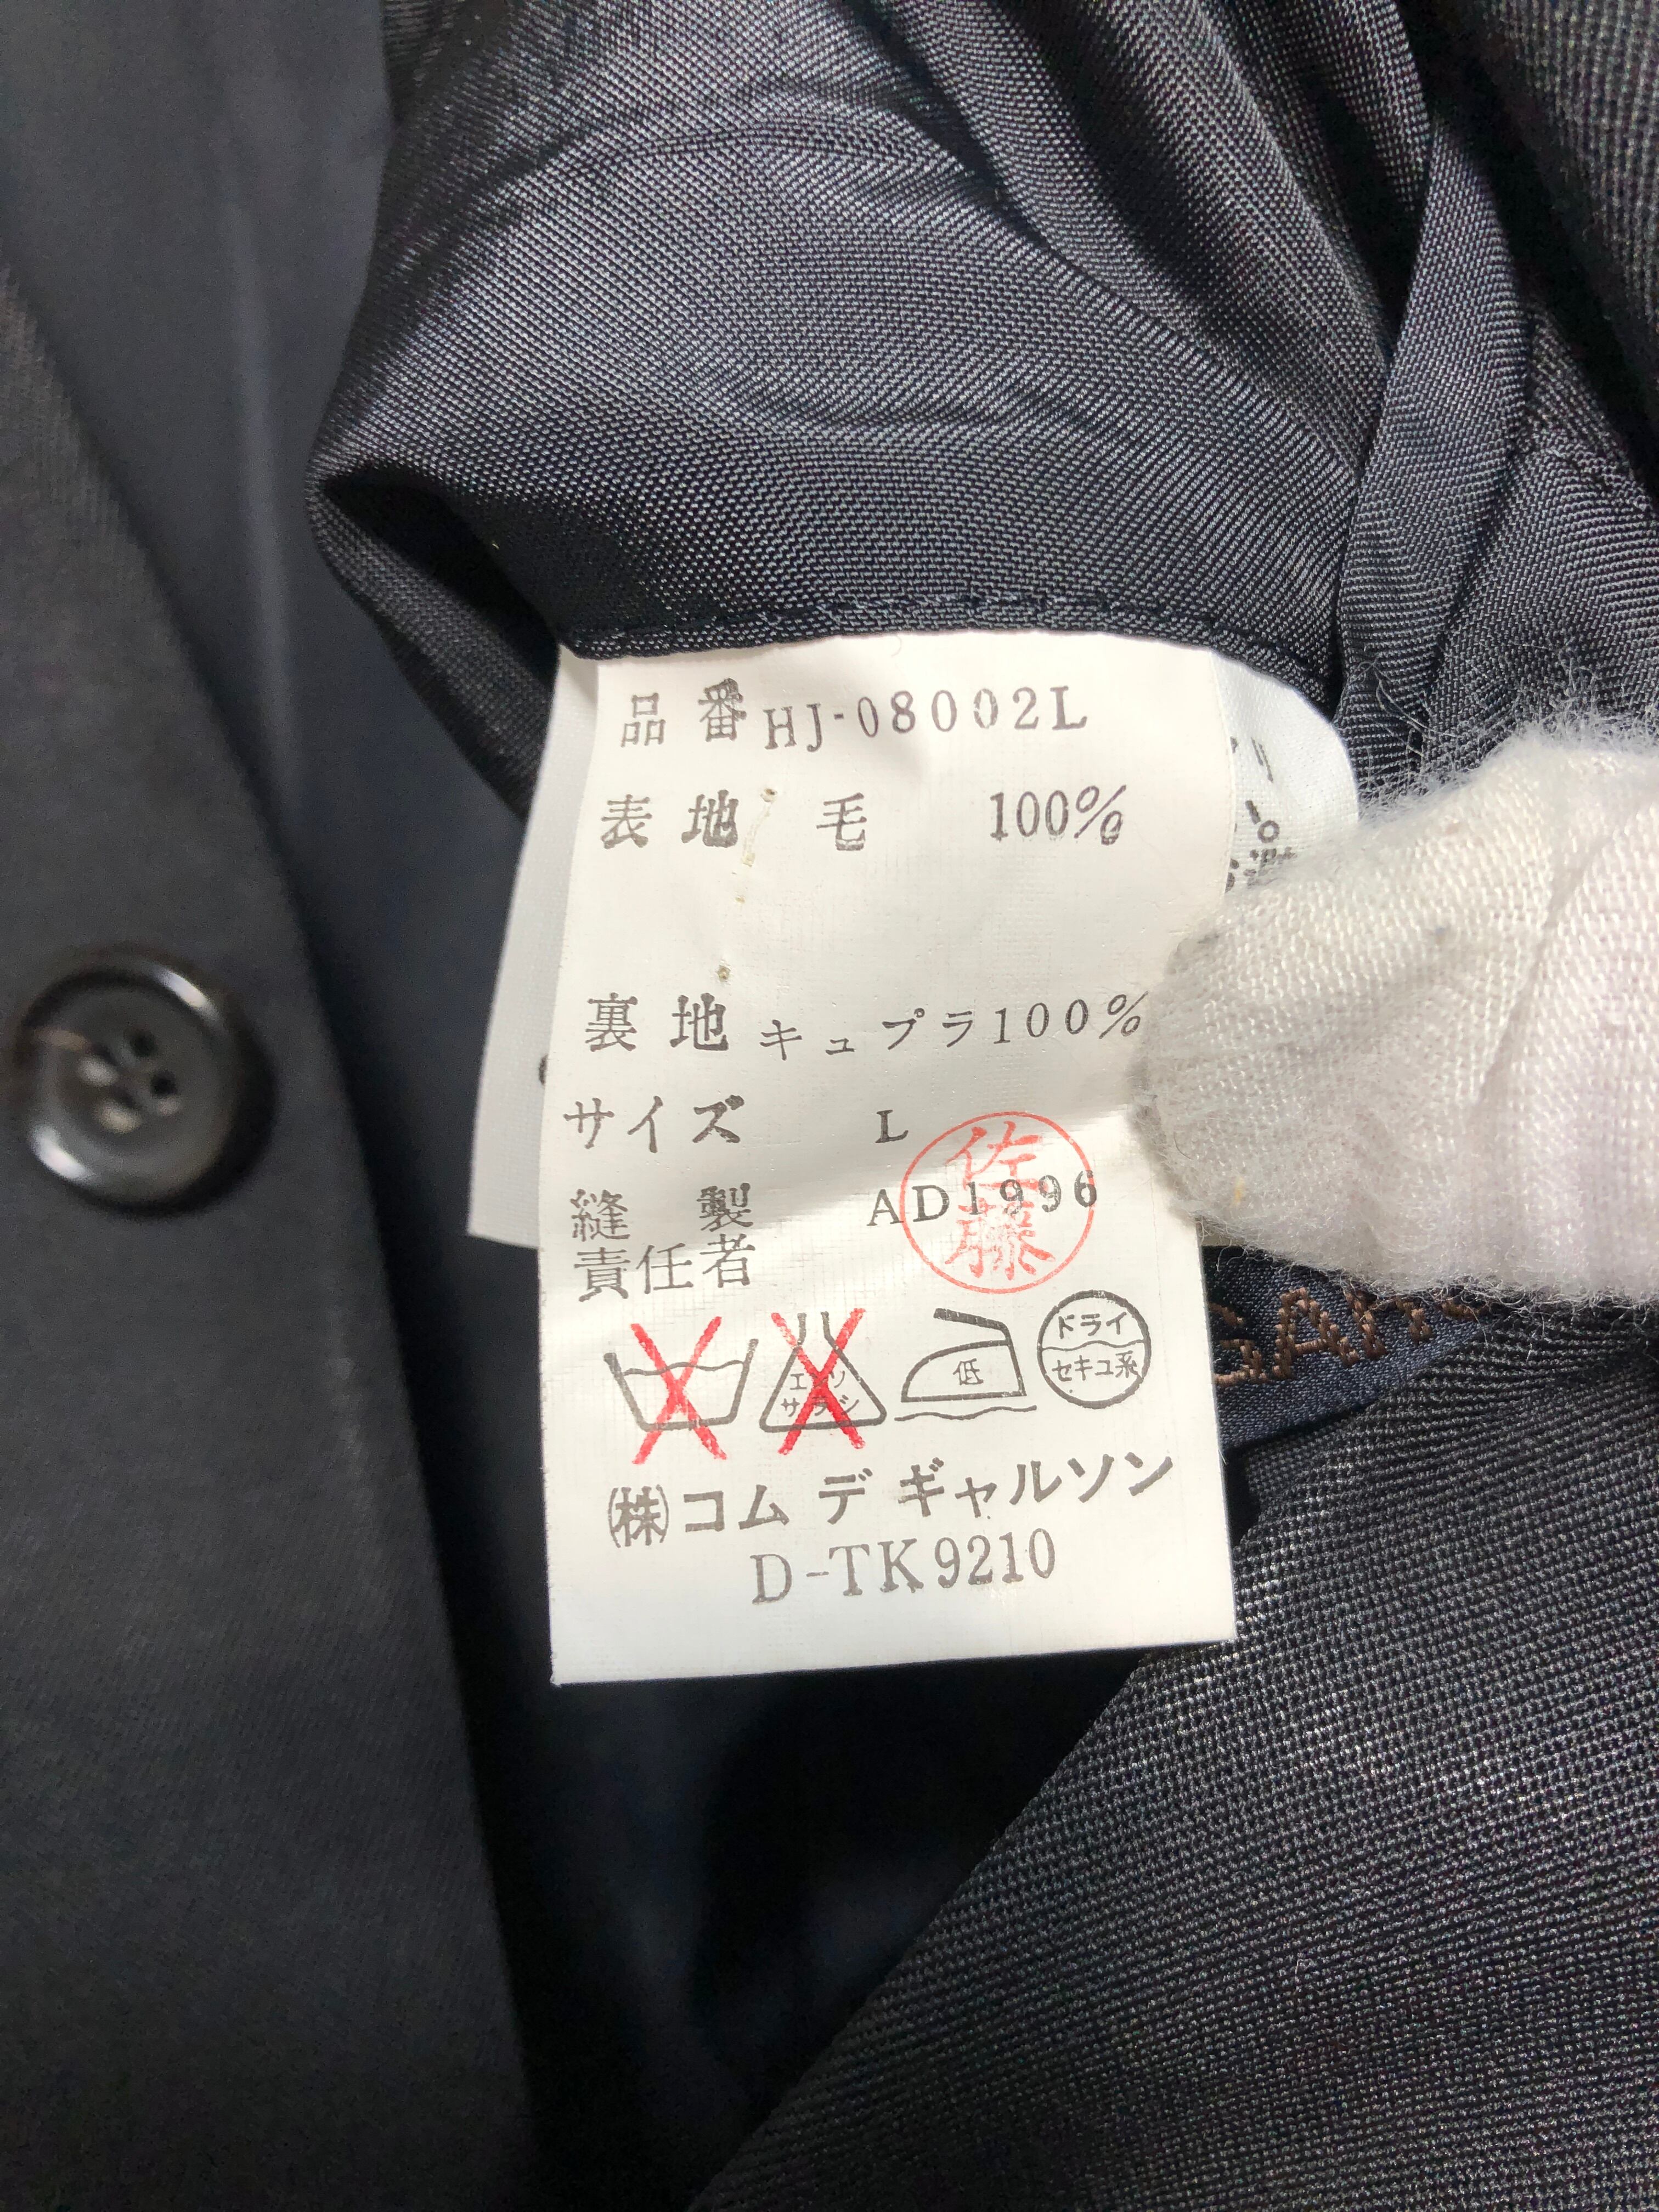 品番 HJ-08002L
表地 毛 100%
裏地 キュプラ100%
サイズ L
縫製 AD1996
責任者
佐藤
エンソ
サラシ
低
ドライ
セキユ系
㈱コム デ ギャルソン
D-TK9210